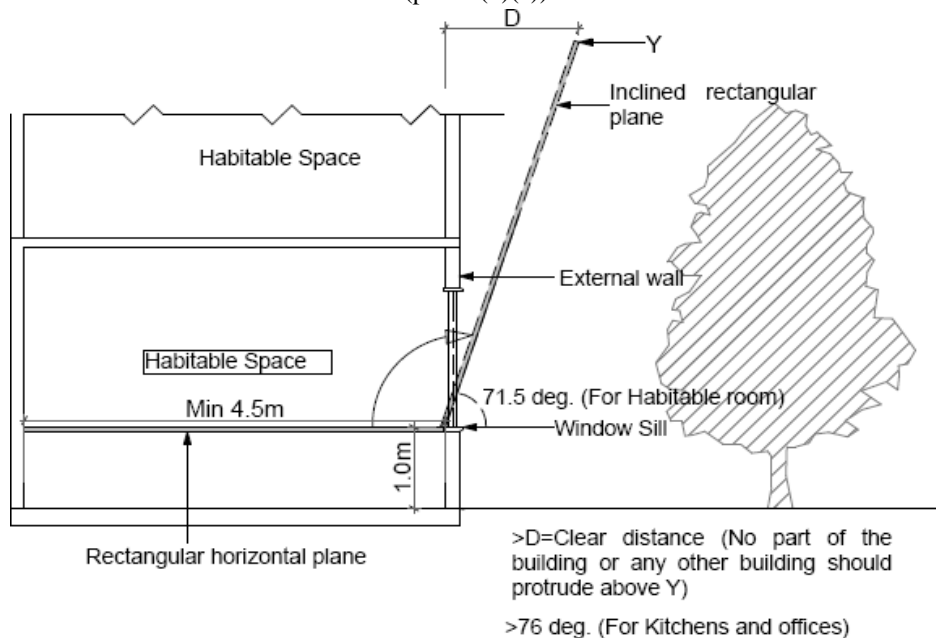 D
Y
Inclined rectangular
plane
Habitable Space
External wall
Habitable Space
71.5 deg. (For Habitable room)
Min 4.5m
Window Sill
1.0m
Rectangular horizontal plane
>D=Clear distance (No part of the
building or any other building should
protrude above Y)
>76 deg. (For Kitchens and offices)